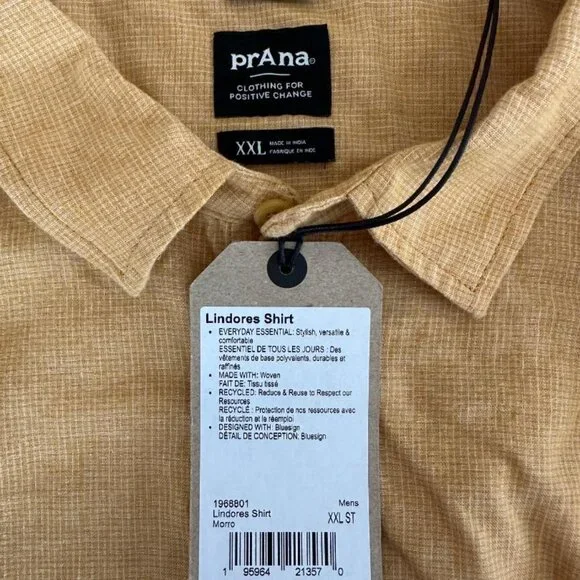 prAna
CLOTHING FOR
POSITIVE CHANGE
XXL
MADE IN INDIA
FABRIQUE EN INDE
Lindores Shirt
• EVERYDAY ESSENTIAL: Stylish, versatile &
comfortable
ESSENTIEL DE TOUS LES JOURS : Des
vêtements de base polyvalents, durables et
raffinés
• MADE WITH: Woven
FAIT DE: Tissu tissé
• RECYCLED: Reduce & Reuse to Respect our
Resources
RECYCLÉ : Protection de nos ressources avec
la réduction et le réemploi
• DESIGNED WITH: Bluesign
DÉTAIL DE CONCEPTION: Bluesign
1968801 Mens
Lindores Shirt XXL ST
Morro
1 95964 21357 0